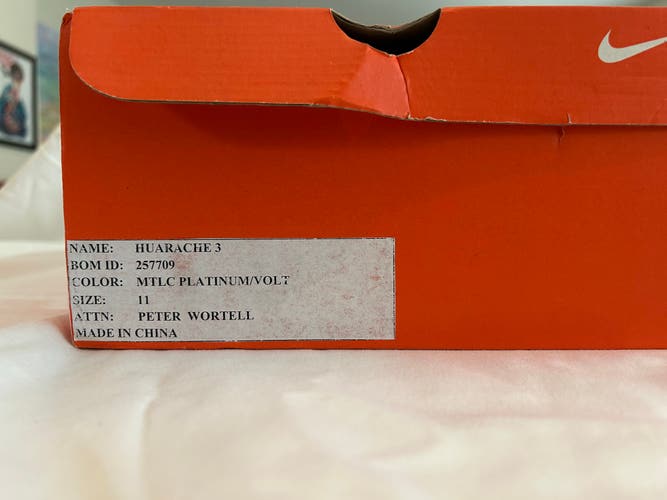 NAME: HUARACHE 3
BOM ID: 257709
COLOR: MTLC PLATINUM/VOLT
SIZE: 11
ATTN: PETER WORTELL
MADE IN CHINA